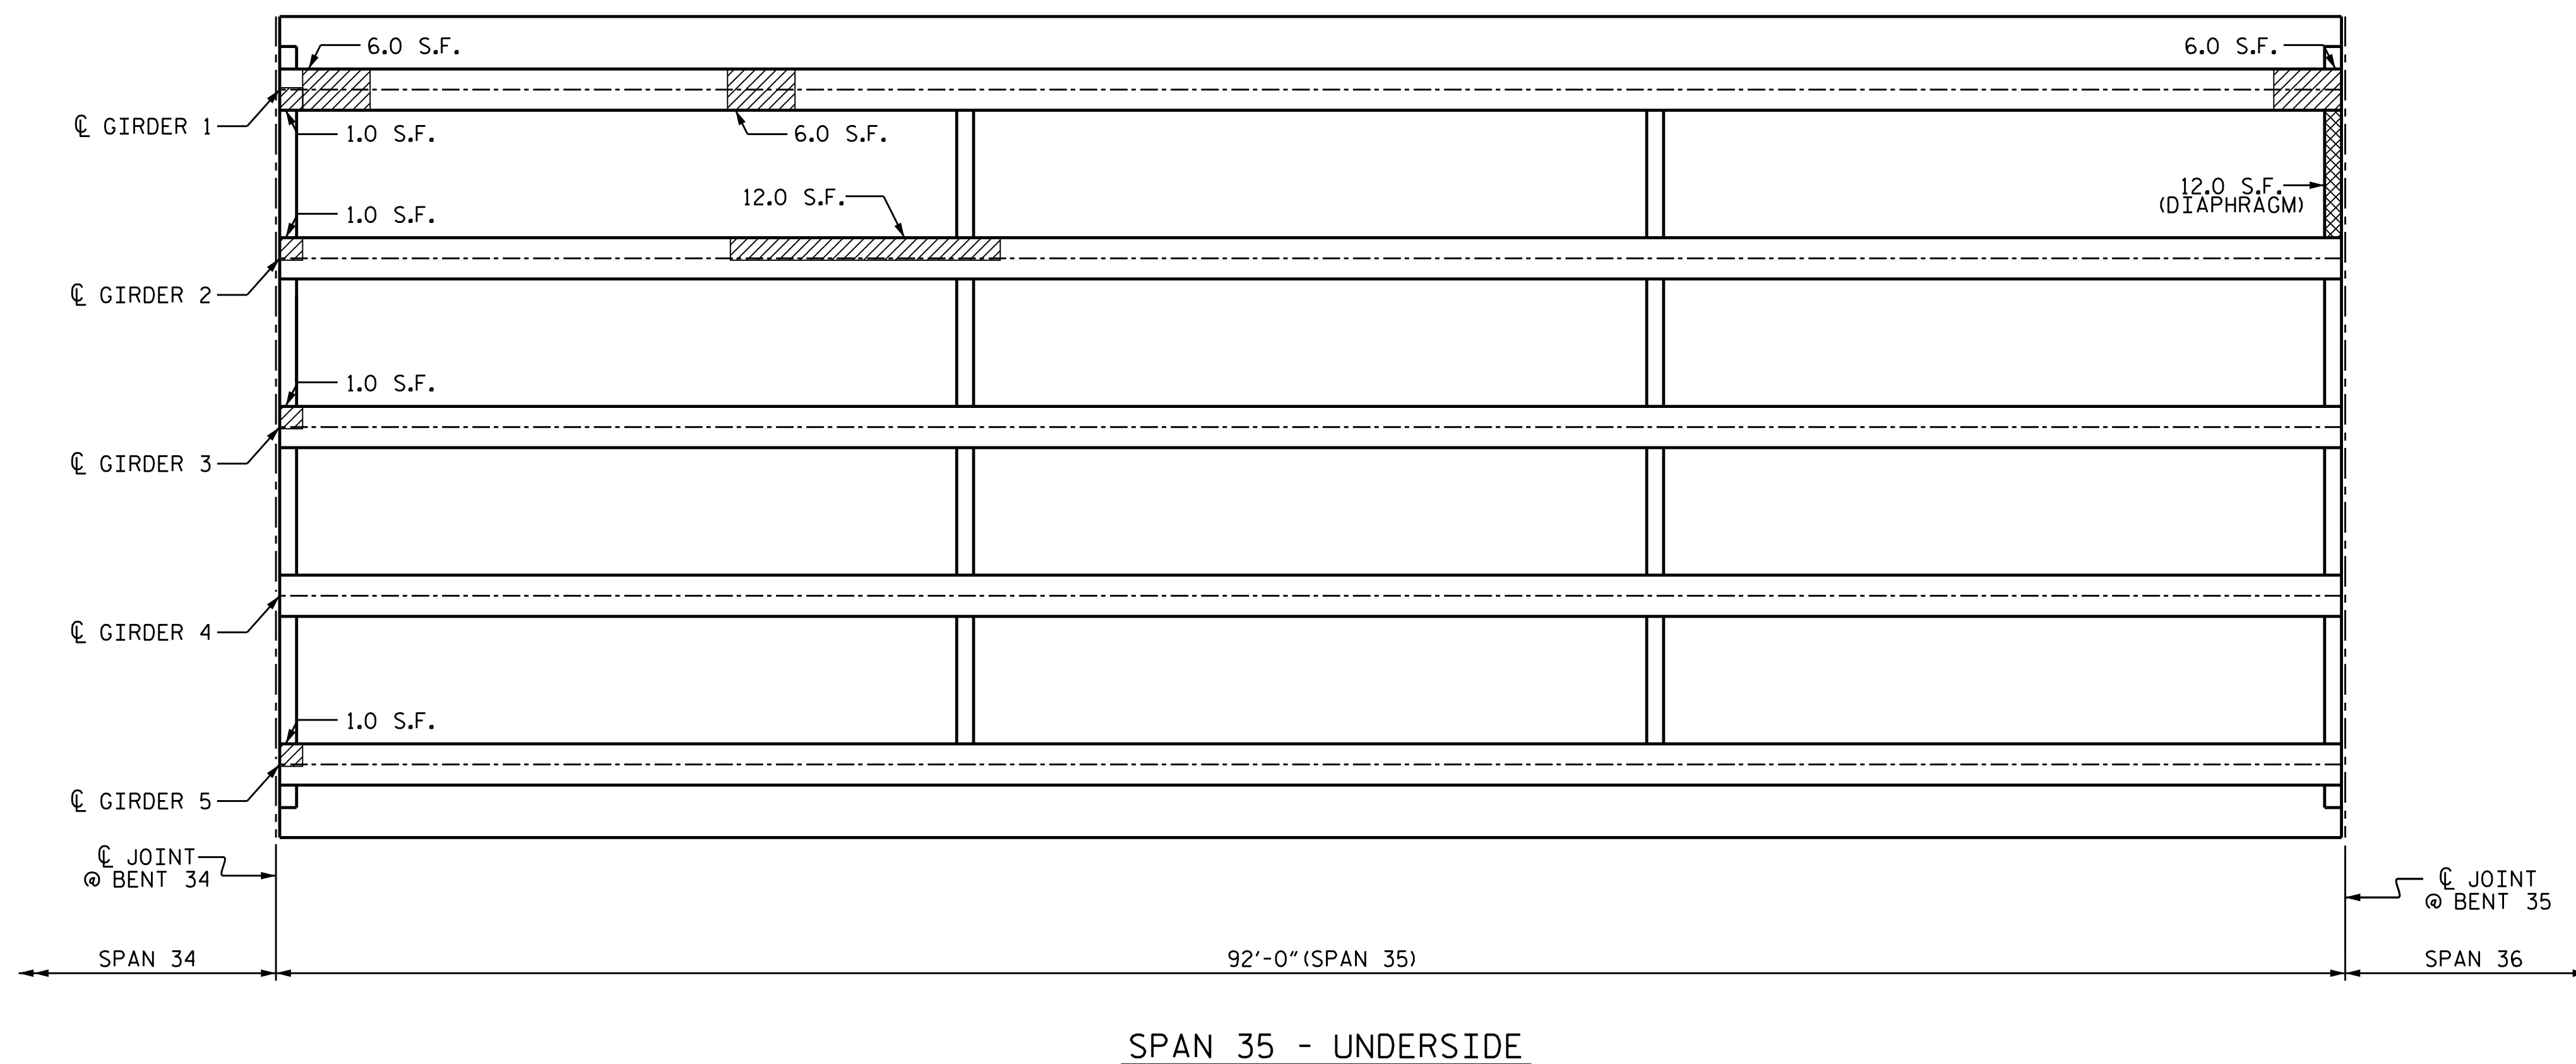 6.0 S.F.
6.0 S.F.
℄ GIRDER 1
1.0 S.F.
6.0 S.F.
12.0 S.F.
12.0 S.F.
(DIAPHRAGM)
1.0 S.F.
℄ GIRDER 2
1.0 S.F.
℄ GIRDER 3
℄ GIRDER 4
1.0 S.F.
℄ GIRDER 5
℄ JOINT
@ BENT 34
℄ JOINT
@ BENT 35
SPAN 34
92'-0" (SPAN 35)
SPAN 36
SPAN 35 - UNDERSIDE